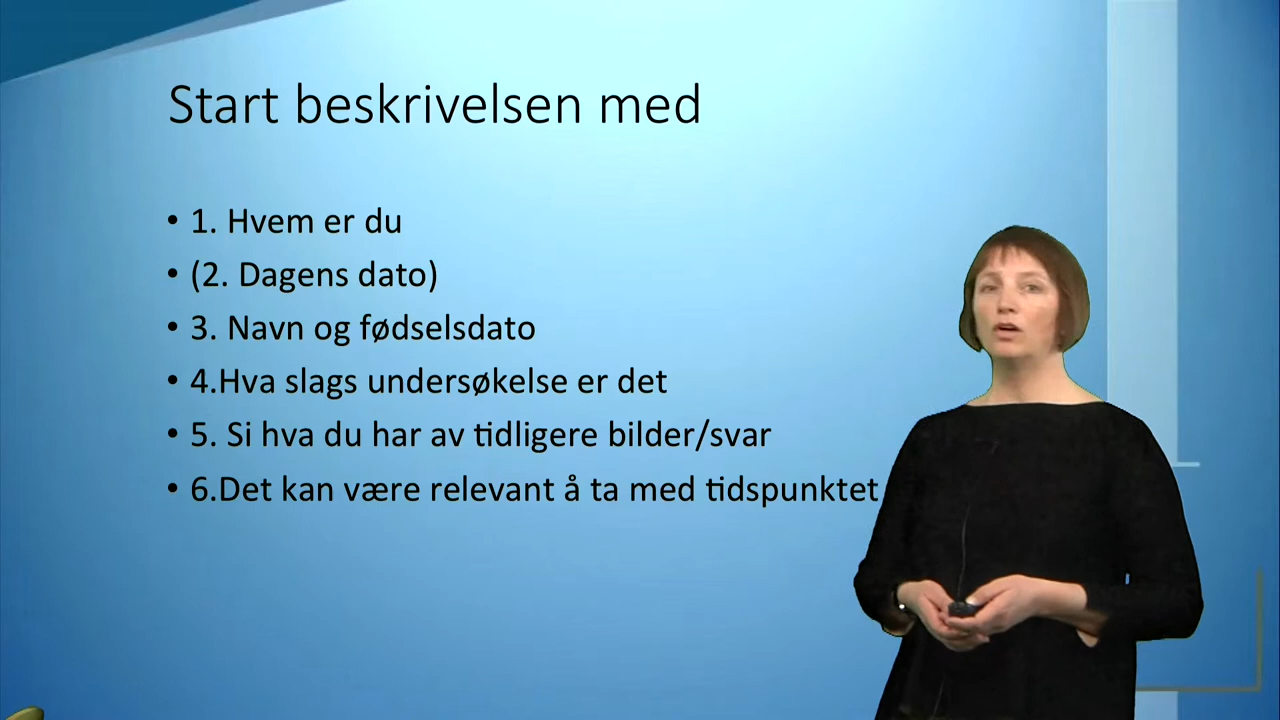 Start beskrivelsen med
• 1. Hvem er du
• (2. Dagens dato)
• 3. Navn og fødselsdato
• 4.Hva slags undersøkelse er det
• 5. Si hva du har av tidligere bilder/svar
• 6.Det kan være relevant å ta med tidspunktet